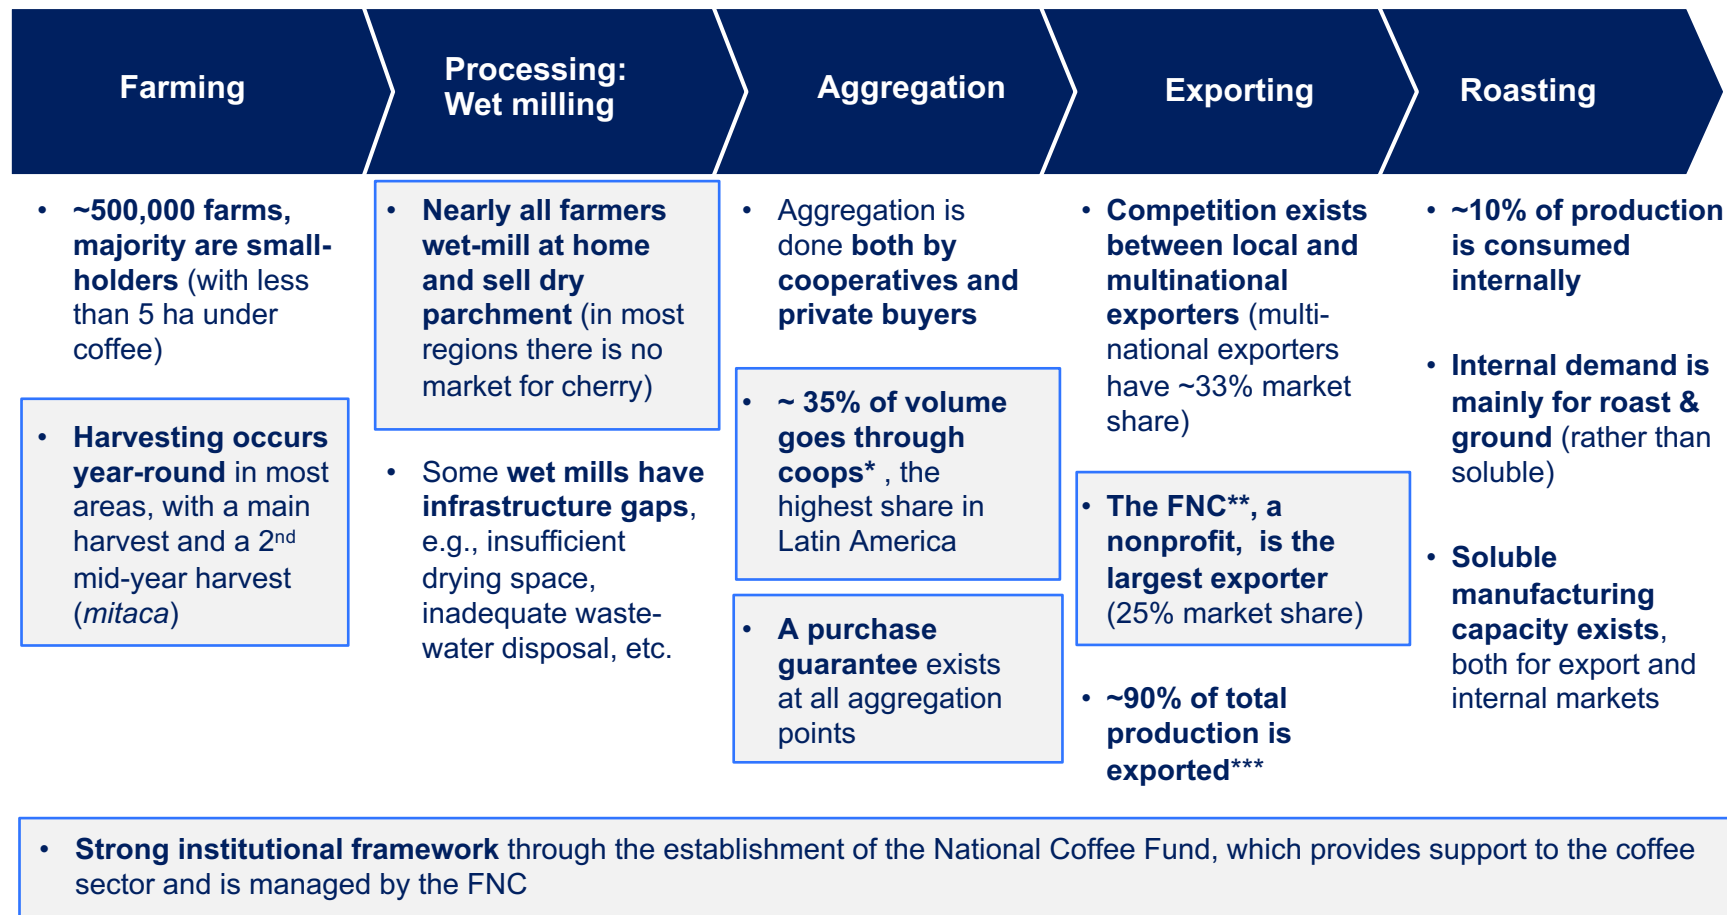 Farming
Processing:
Wet milling
Aggregation
Exporting
Roasting
• ~500,000 farms,
majority are small-
holders (with less
than 5 ha under
coffee)
• Harvesting occurs
year-round in most
areas, with a main
harvest and a 2nd
mid-year harvest
(mitaca)
• Nearly all farmers
wet-mill at home
and sell dry
parchment (in most
regions there is no
market for cherry)
• Some wet mills have
infrastructure gaps,
e.g., insufficient
drying space,
inadequate waste-
water disposal, etc.
• Aggregation is
done both by
cooperatives and
private buyers
• ~ 35% of volume
goes through
coops* , the
highest share in
Latin America
• A purchase
guarantee exists
at all aggregation
points
• Competition exists
between local and
multinational
exporters (multi-
national exporters
have ~33% market
share)
• The FNC**, a
nonprofit, is the
largest exporter
(25% market share)
• ~90% of total
production is
exported***
• ~10% of production
is consumed
internally
• Internal demand is
mainly for roast &
ground (rather than
soluble)
• Soluble
manufacturing
capacity exists,
both for export and
internal markets
• Strong institutional framework through the establishment of the National Coffee Fund, which provides support to the coffee
sector and is managed by the FNC